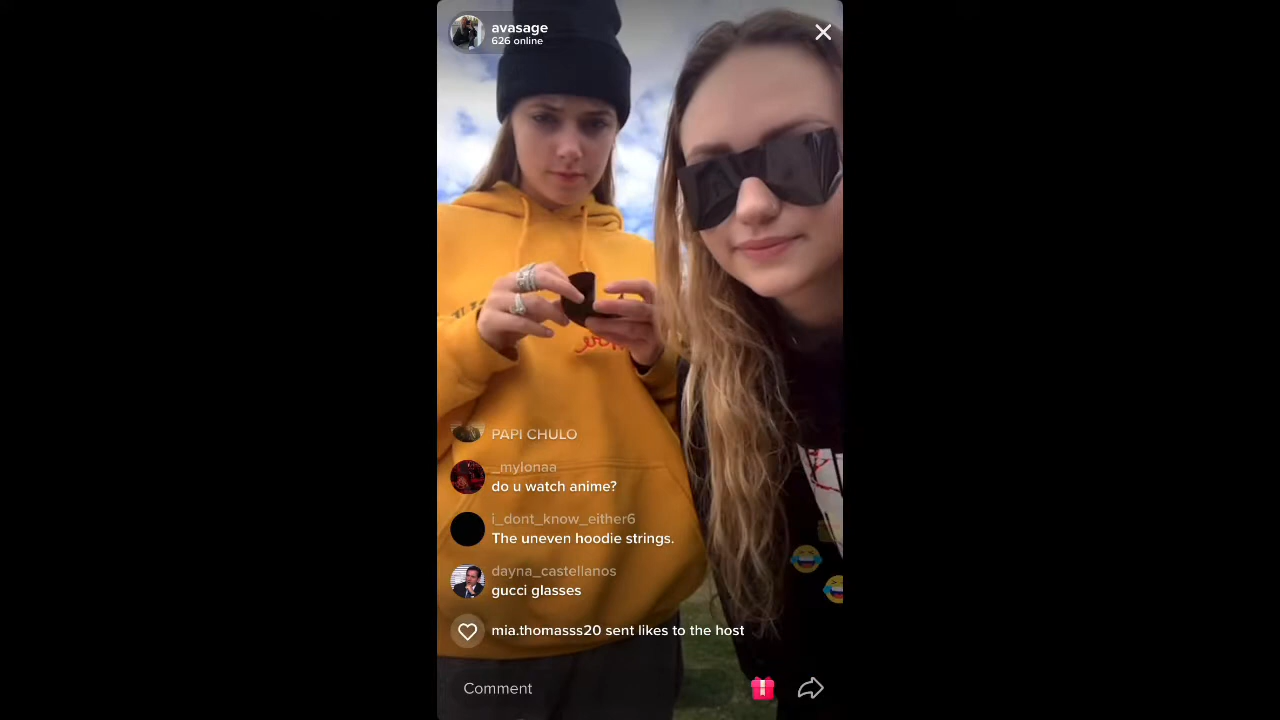 avasage
626 online
PAPI CHULO
_mylonaa
do u watch anime?
i_dont_know_either6
The uneven hoodie strings.
dayna_castellanos
gucci glasses
mia.thomasss20 sent likes to the host
Comment